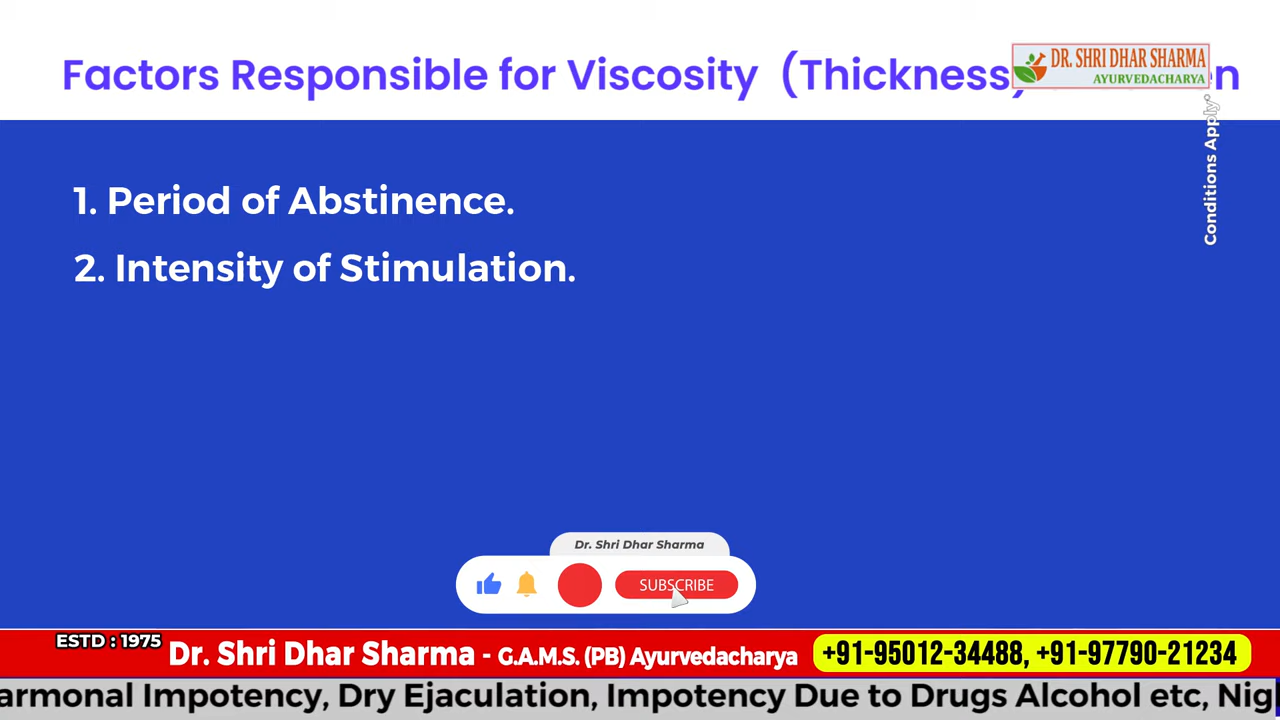 Factors Responsible for Viscosity (Thickness)
DR. SHRI DHAR SHARMA
AYURVEDACHARYA
Conditions Apply*
1. Period of Abstinence.
2. Intensity of Stimulation.
Dr. Shri Dhar Sharma
SUBSCRIBE
ESTD : 1975
Dr. Shri Dhar Sharma - G.A.M.S. (PB) Ayurvedacharya
+91-95012-34488, +91-97790-21234
armonal Impotency, Dry Ejaculation, Impotency Due to Drugs Alcohol etc, Nig